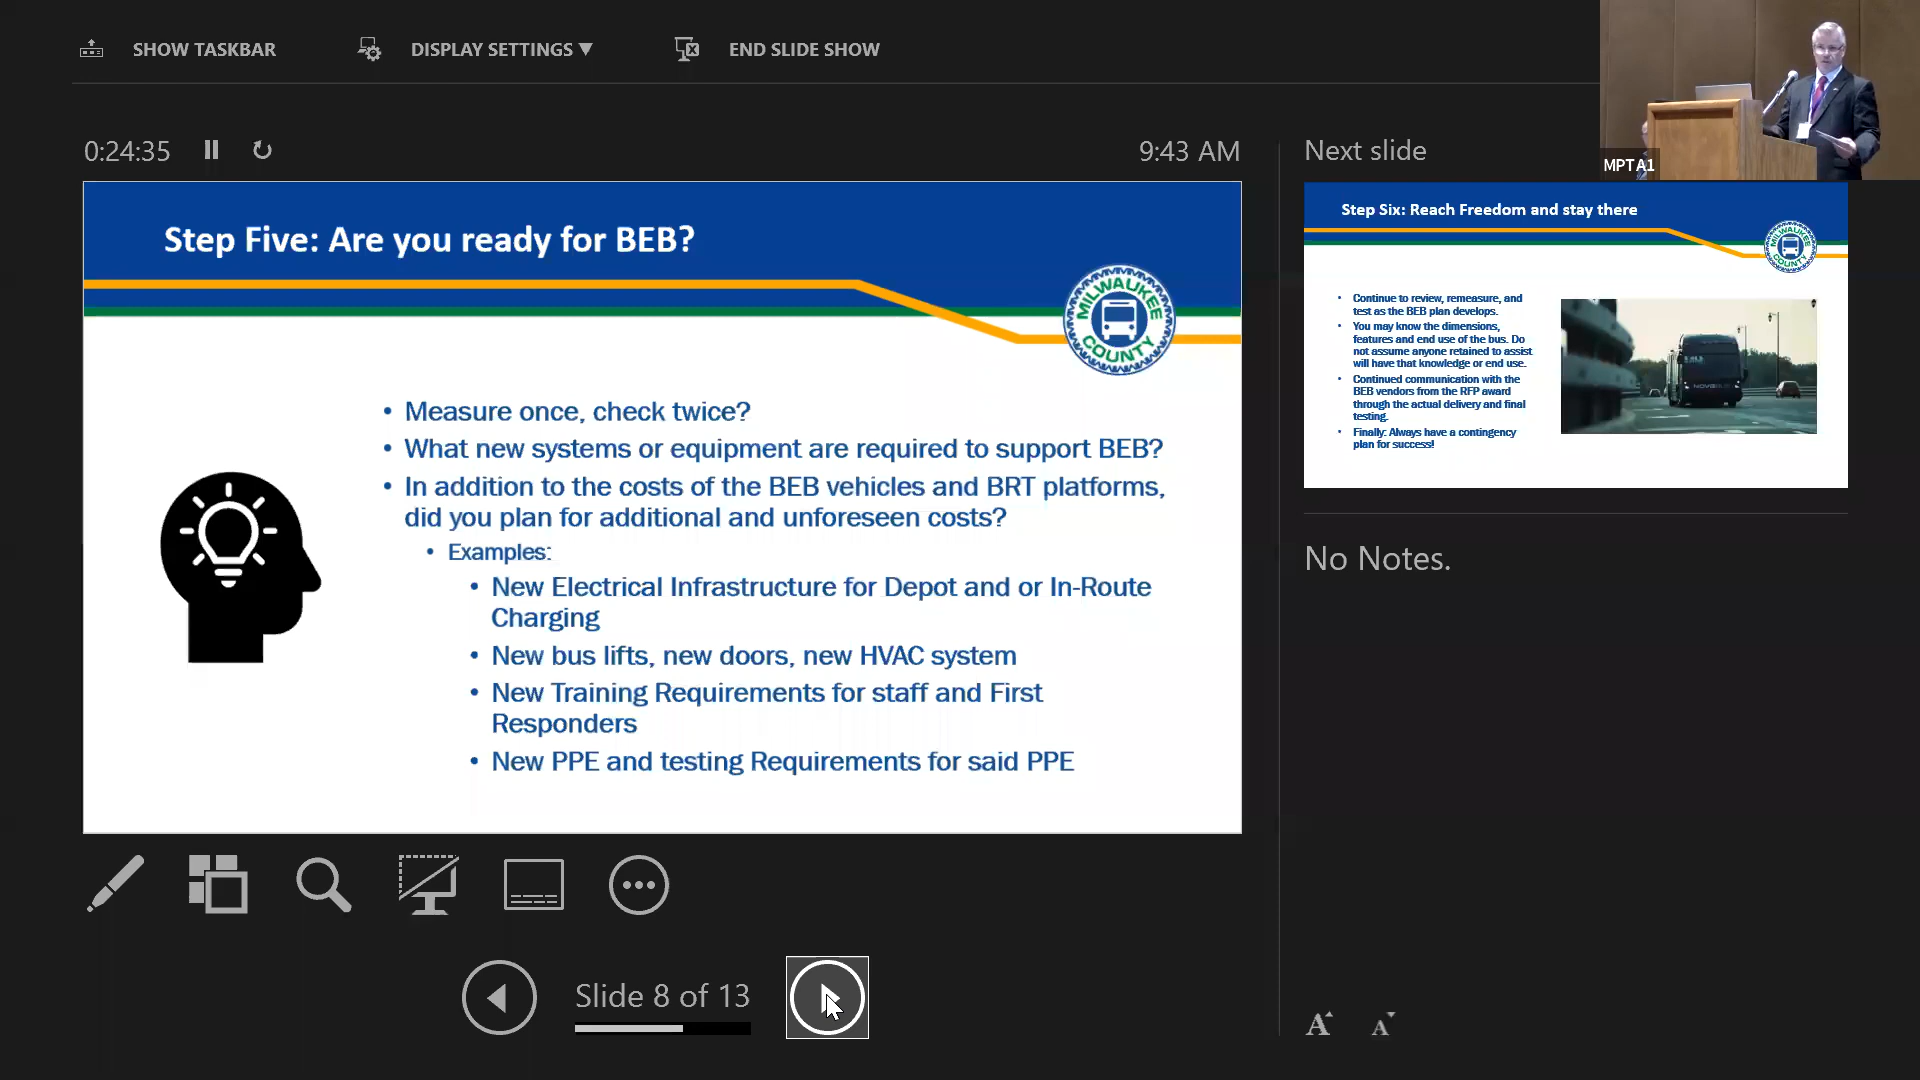 SHOW TASKBAR
DISPLAY SETTINGS ▼
END SLIDE SHOW
MPTA1
0:24:35
9:43 AM
Next slide
Step Five: Are you ready for BEB?
MILWAUKEE
COUNTY
• Measure once, check twice?
• What new systems or equipment are required to support BEB?
• In addition to the costs of the BEB vehicles and BRT platforms,
did you plan for additional and unforeseen costs?
• Examples:
• New Electrical Infrastructure for Depot and or In-Route
Charging
• New bus lifts, new doors, new HVAC system
• New Training Requirements for staff and First
Responders
• New PPE and testing Requirements for said PPE
Step Six: Reach Freedom and stay there
MILWAUKEE
COUNTY
• Continue to review, remeasure, and
test as the BEB plan develops.
• You may know the dimensions,
features and end use of the bus. Do
not assume anyone retained to assist
will have that knowledge or end use.
• Continued communication with the
BEB vendors from the RFP award
through the actual delivery and final
testing.
• Finally: Always have a contingency
plan for success!
No Notes.
Slide 8 of 13
A
A